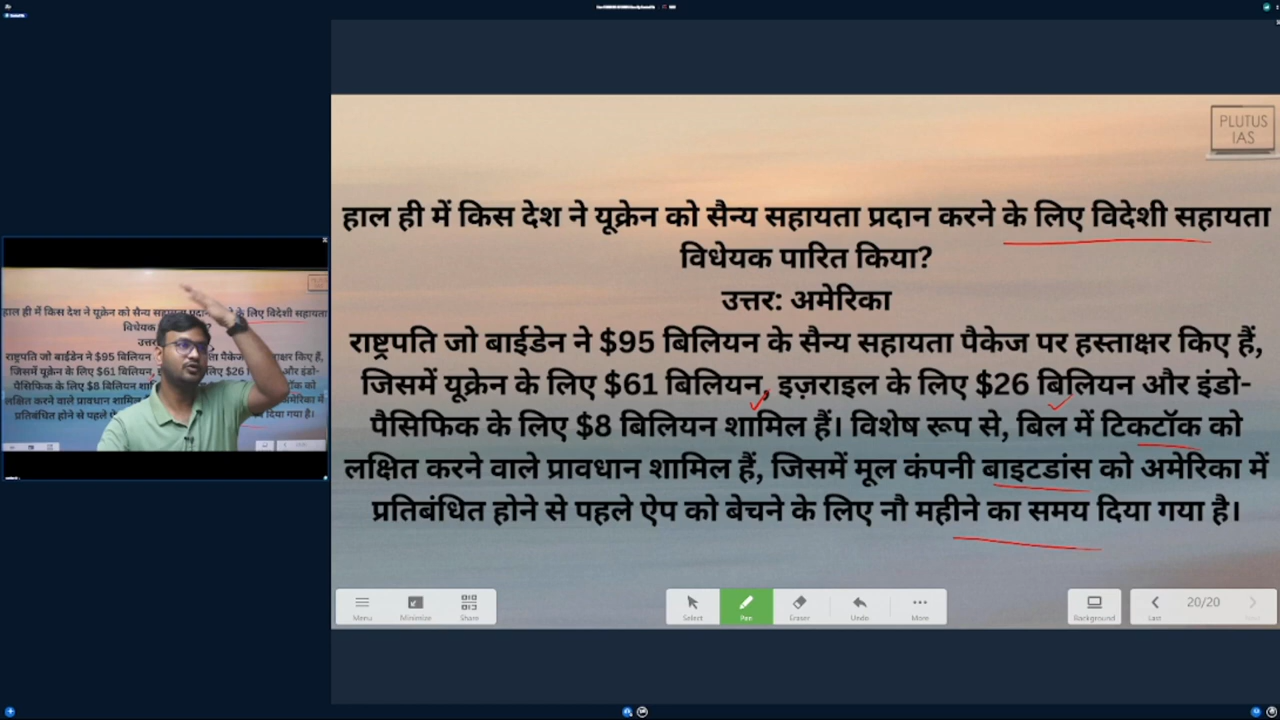 PLUTUS
IAS
हाल ही में किस देश ने यूक्रेन को सैन्य सहायता प्रदान करने के लिए विदेशी सहायता
विधेयक पारित किया?
उत्तर: अमेरिका
राष्ट्रपति जो बाईडेन ने $95 बिलियन के सैन्य सहायता पैकेज पर हस्ताक्षर किए हैं,
जिसमें यूक्रेन के लिए $61 बिलियन, इज़राइल के लिए $26 बिलियन और इंडो-
पैसिफिक के लिए $8 बिलियन शामिल हैं। विशेष रूप से, बिल में टिकटॉक को
लक्षित करने वाले प्रावधान शामिल हैं, जिसमें मूल कंपनी बाइटडांस को अमेरिका में
प्रतिबंधित होने से पहले ऐप को बेचने के लिए नौ महीने का समय दिया गया है।
Menu Minimize Share Select Pen Eraser Undo More Background Last 20/20